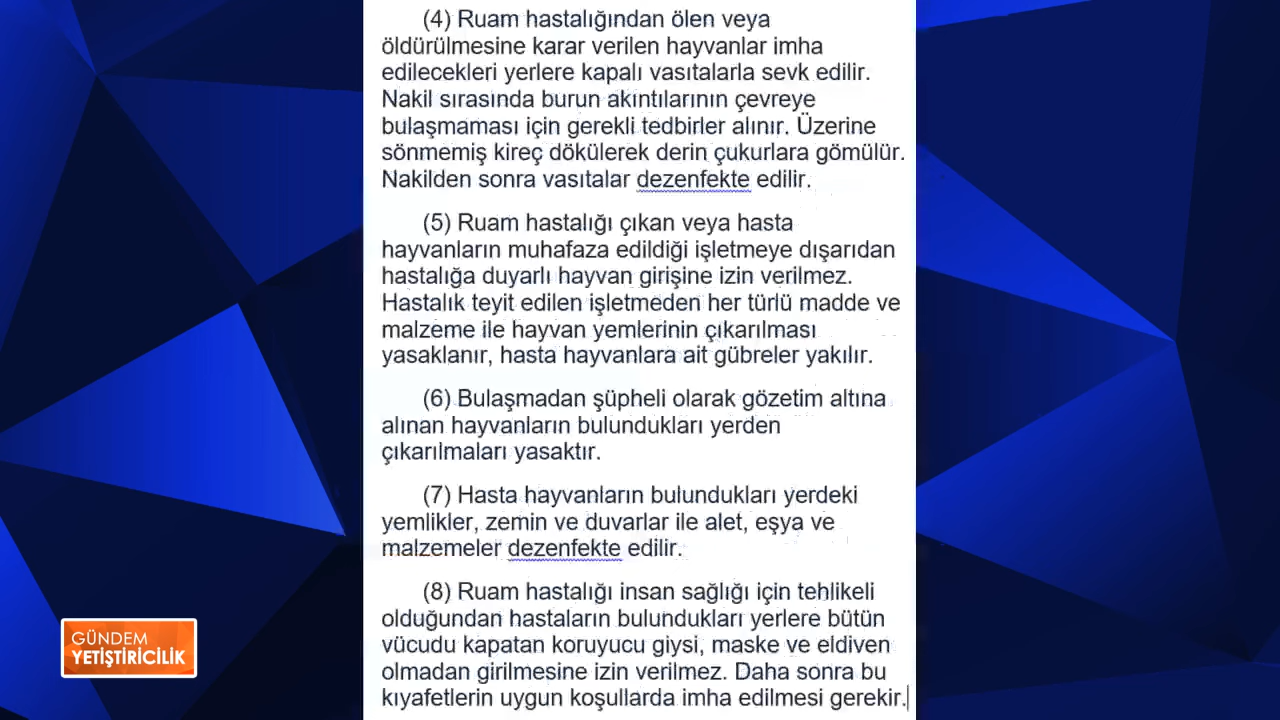 (4) Ruam hastalığından ölen veya
öldürülmesine karar verilen hayvanlar imha
edilecekleri yerlere kapalı vasıtalarla sevk edilir.
Nakil sırasında burun akıntılarının çevreye
bulaşmaması için gerekli tedbirler alınır. Üzerine
sönmemiş kireç dökülerek derin çukurlara gömülür.
Nakilden sonra vasıtalar dezenfekte edilir.
(5) Ruam hastalığı çıkan veya hasta
hayvanların muhafaza edildiği işletmeye dışarıdan
hastalığa duyarlı hayvan girişine izin verilmez.
Hastalık teyit edilen işletmeden her türlü madde ve
malzeme ile hayvan yemlerinin çıkarılması
yasaklanır, hasta hayvanlara ait gübreler yakılır.
(6) Bulaşmadan şüpheli olarak gözetim altına
alınan hayvanların bulundukları yerden
çıkarılmaları yasaktır.
(7) Hasta hayvanların bulundukları yerdeki
yemlikler, zemin ve duvarlar ile alet, eşya ve
malzemeler dezenfekte edilir.
(8) Ruam hastalığı insan sağlığı için tehlikeli
olduğundan hastaların bulundukları yerlere bütün
vücudu kapatan koruyucu giysi, maske ve eldiven
olmadan girilmesine izin verilmez. Daha sonra bu
kıyafetlerin uygun koşullarda imha edilmesi gerekir.
GÜNDEM
YETİŞTİRİCİLİK